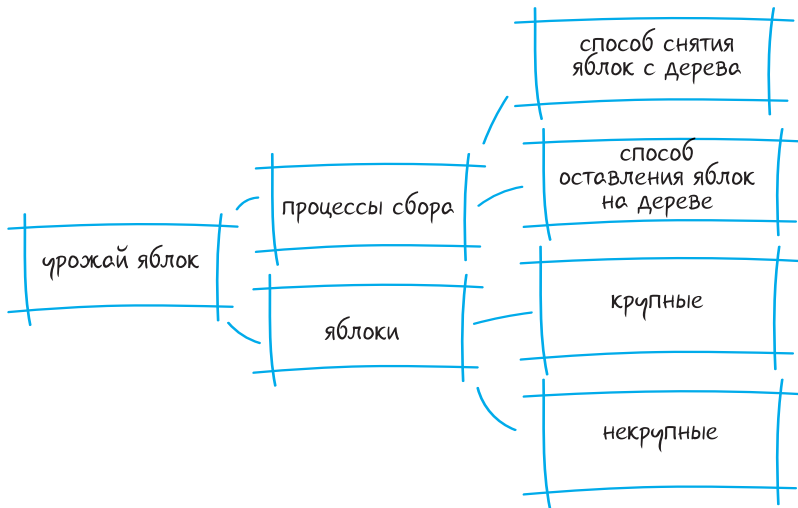 урожай яблок
процессы сбора
яблоки
способ снятия
яблок с дерева
способ
оставления яблок
на дереве
крупные
некрупные